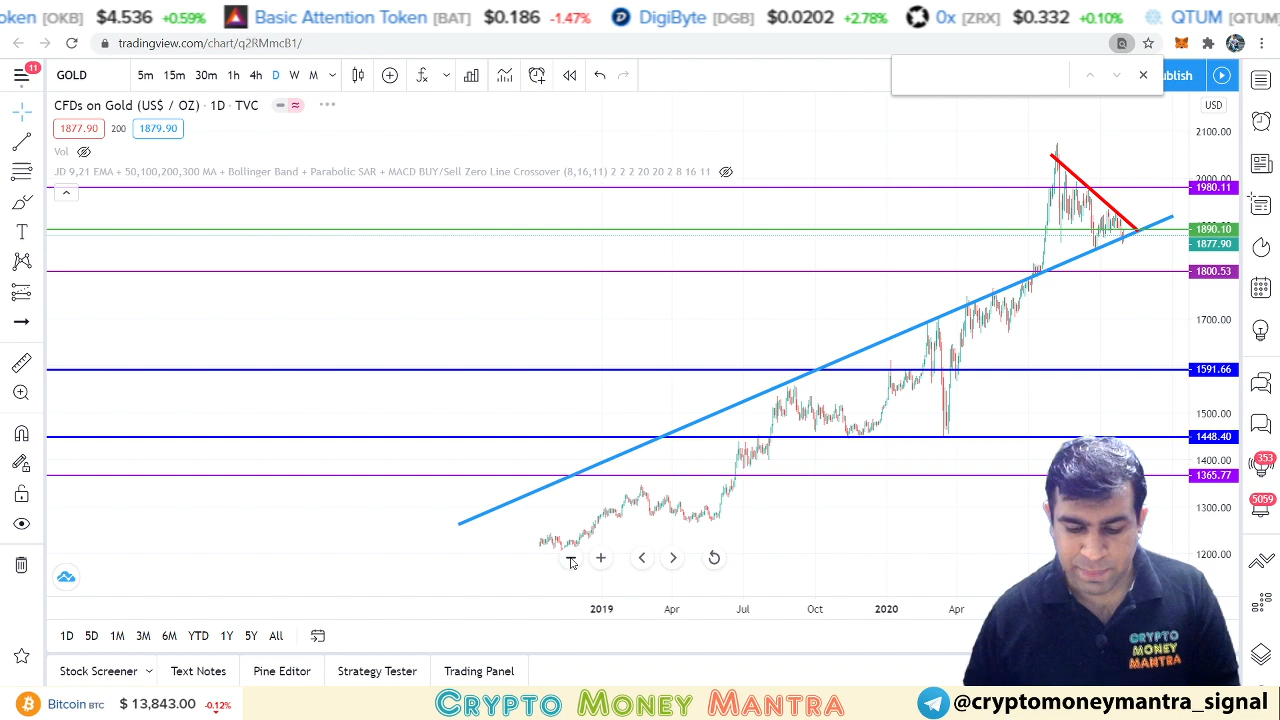 oken [OKB] $4.536 +0.59% Basic Attention Token [BAT] $0.186 -1.47% DigiByte [DGB] $0.0202 +2.78% 0x [ZRX] $0.332 +0.10% QTUM [QTUM]
tradingview.com/chart/q2RMmcB1/
11
GOLD 5m 15m 30m 1h 4h D W M ublish
CFDs on Gold (US$ / OZ) · 1D · TVC
USD
1877.90 200 1879.90
2100.00
Vol
JD 9,21 EMA + 50,100,200,300 MA + Bollinger Band + Parabolic SAR + MACD BUY/Sell Zero Line Crossover (8,16,11) 2 2 2 20 20 2 8 16 11
2000.00
1980.11
1890.10
1877.90
1800.53
1700.00
1591.66
1500.00
1448.40
1400.00
353
1365.77
5059
1300.00
1200.00
2019 Apr Jul Oct 2020 Apr
1D 5D 1M 3M 6M YTD 1Y 5Y All
CRYPTO
MONEY
MANTRA
Stock Screener Text Notes Pine Editor Strategy Tester Trading Panel
Bitcoin BTC $ 13,843.00 -0.12% CRYPTO MONEY MANTRA @cryptomoneymantra_signal